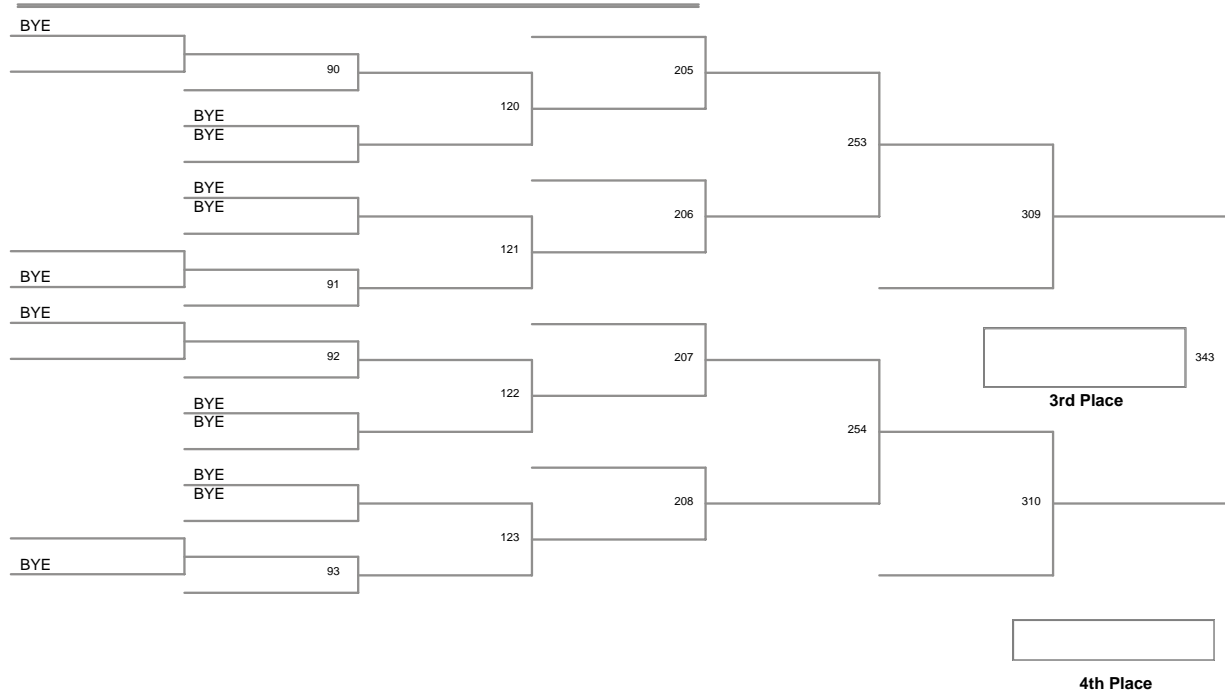 BYE
90
205
120
BYE
BYE
253
BYE
BYE
206
309
121
BYE
91
BYE
92
207
343
122
3rd Place
BYE
BYE
254
BYE
BYE
208
310
123
BYE
93
4th Place